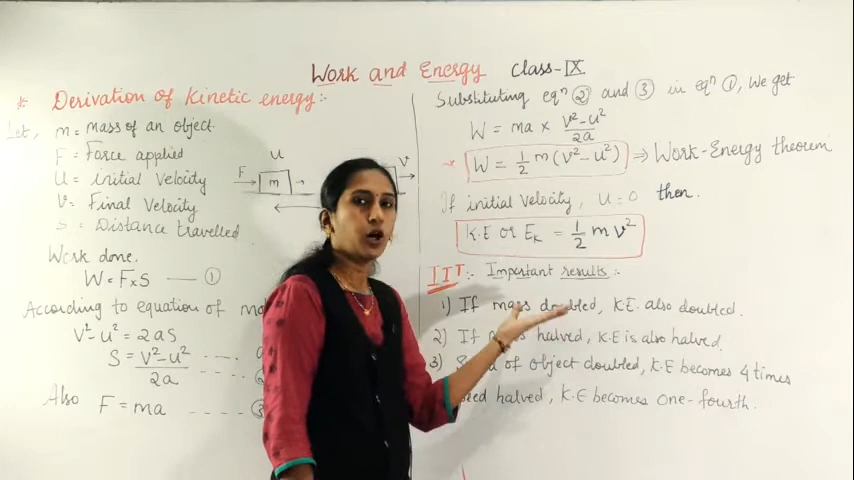 Work and Energy Class-IX
* Derivation of Kinetic energy:-
Let, m = mass of an object.
F = Force applied
U = initial velocity
V = Final Velocity
S = Distance travelled
Work done.
W = F×S —— ①
According to equation of
V²-U² = 2as
S = V²-U² / 2a
Also F = ma ---- ③
U
F m
V
Substituting eqⁿ ② and ③ in eqⁿ ①, We get
W = ma × V²-U² / 2a
* W = 1/2 m (V²-U²) ⇒ Work-Energy theorem
If initial velocity, U = 0 then.
K.E or Eₖ = 1/2 m V²
IIT:- Important results :-
1) If mass doubled, K.E. also doubled.
2) If halved, K.E is also halved.
3) of object doubled, K.E becomes 4 times
halved, K.E becomes one-fourth.